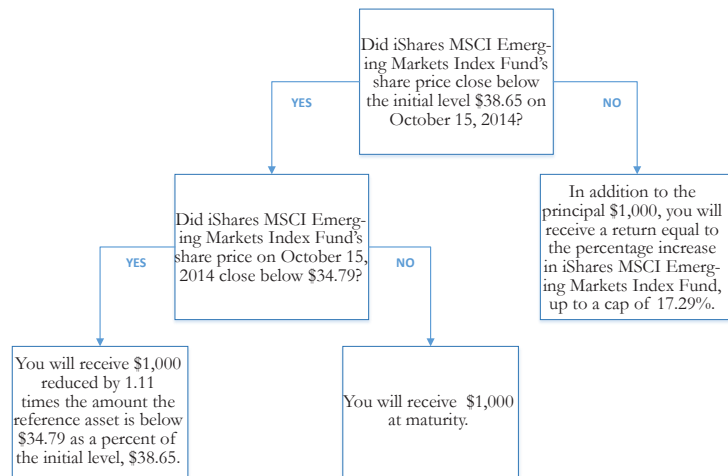 Did iShares MSCI Emerg-
ing Markets Index Fund's
share price close below
the initial level $38.65 on
October 15, 2014?
YES
NO
Did iShares MSCI Emerg-
ing Markets Index Fund's
share price on October 15,
2014 close below $34.79?
In addition to the
principal $1,000, you will
receive a return equal to
the percentage increase
in iShares MSCI Emerg-
ing Markets Index Fund,
up to a cap of 17.29%.
YES
NO
You will receive $1,000
reduced by 1.11
times the amount the
reference asset is below
$34.79 as a percent of
the initial level, $38.65.
You will receive $1,000
at maturity.